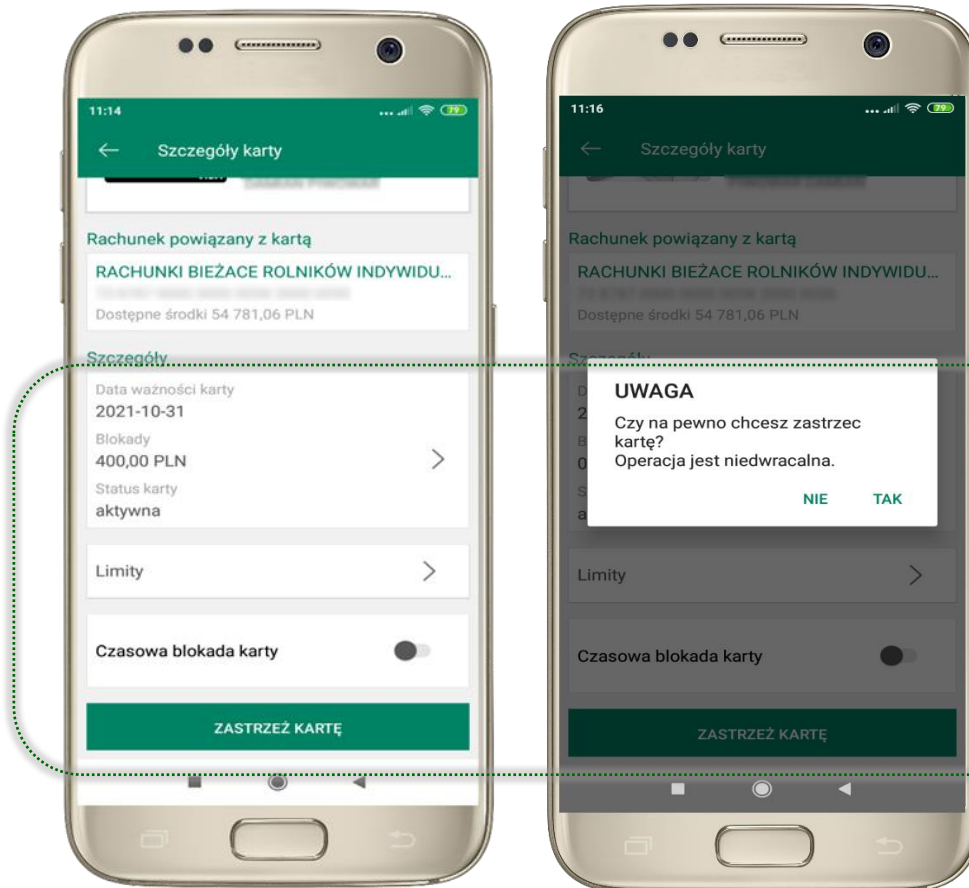 11:14
79
Szczegóły karty
Rachunek powiązany z kartą
RACHUNKI BIEŻACE ROLNIKÓW INDYWIDU...
Dostępne środki 54 781,06 PLN
Szczegóły
Data ważności karty
2021-10-31
Blokady
400,00 PLN
Status karty
aktywna
Limity
Czasowa blokada karty
ZASTRZEŻ KARTĘ
11:16
79
Szczegóły karty
Rachunek powiązany z kartą
RACHUNKI BIEŻACE ROLNIKÓW INDYWIDU...
Dostępne środki 54 781,06 PLN
Szczegóły
UWAGA
Czy na pewno chcesz zastrzec
kartę?
Operacja jest niedwracalna.
NIE TAK
Limity
Czasowa blokada karty
ZASTRZEŻ KARTĘ